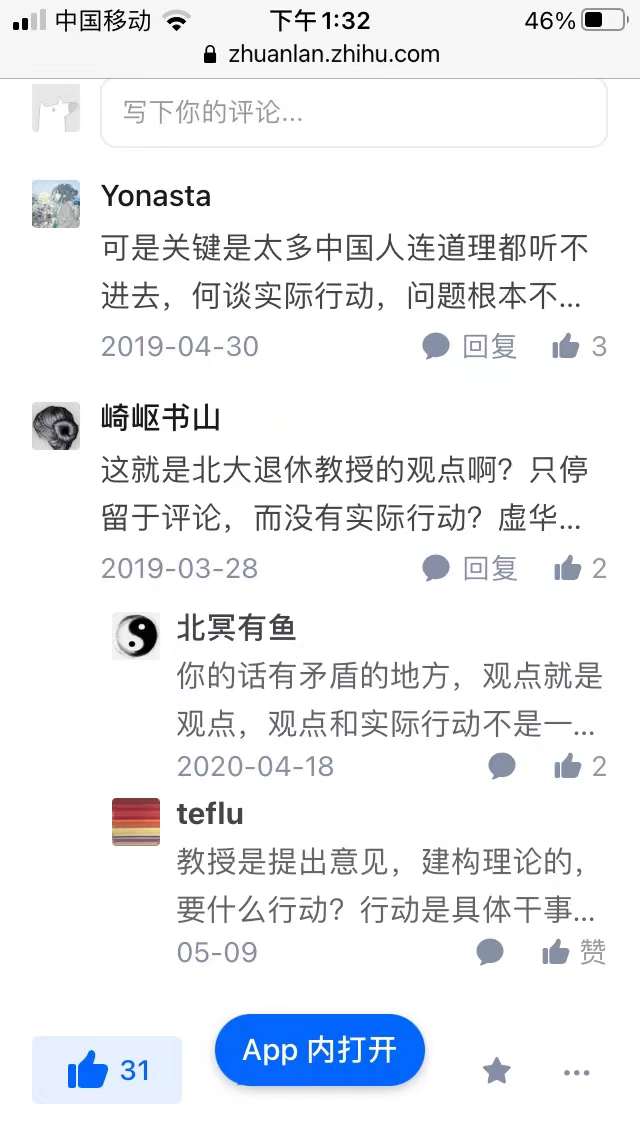 中国移动 下午1:32 46%
zhuanlan.zhihu.com
写下你的评论...
Yonasta
可是关键是太多中国人连道理都听不
进去，何谈实际行动，问题根本不...
2019-04-30 回复 3
崎岖书山
这就是北大退休教授的观点啊？只停
留于评论，而没有实际行动？虚华...
2019-03-28 回复 2
北冥有鱼
你的话有矛盾的地方，观点就是
观点，观点和实际行动不是一...
2020-04-18 2
teflu
教授是提出意见，建构理论的，
要什么行动？行动是具体干事...
05-09 赞
31 App 内打开